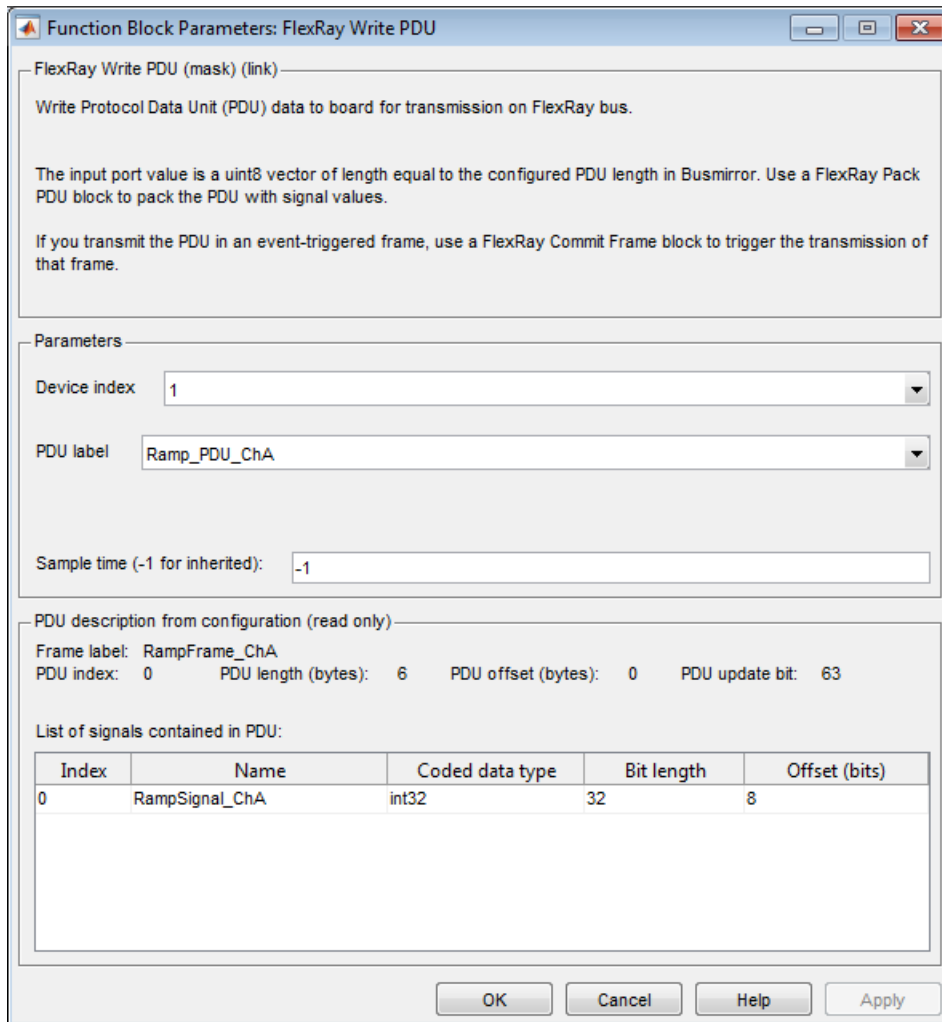 Function Block Parameters: FlexRay Write PDU
FlexRay Write PDU (mask) (link)
Write Protocol Data Unit (PDU) data to board for transmission on FlexRay bus.
The input port value is a uint8 vector of length equal to the configured PDU length in Busmirror. Use a FlexRay Pack
PDU block to pack the PDU with signal values.
If you transmit the PDU in an event-triggered frame, use a FlexRay Commit Frame block to trigger the transmission of
that frame.
Parameters
Device index 1
PDU label Ramp_PDU_ChA
Sample time (-1 for inherited): -1
PDU description from configuration (read only)
Frame label: RampFrame_ChA
PDU index: 0 PDU length (bytes): 6 PDU offset (bytes): 0 PDU update bit: 63
List of signals contained in PDU:
Index Name Coded data type Bit length Offset (bits)
0 RampSignal_ChA int32 32 8
OK Cancel Help Apply